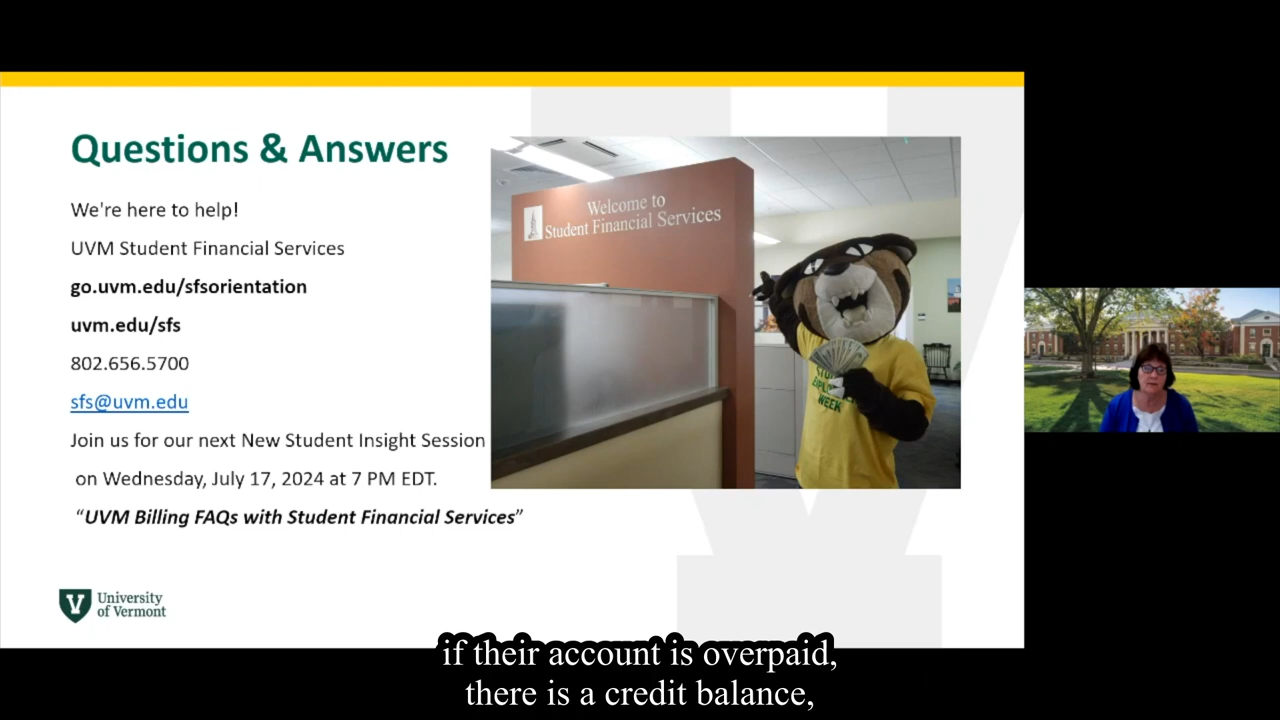 Questions & Answers
We're here to help!
UVM Student Financial Services
go.uvm.edu/sfsorientation
uvm.edu/sfs
802.656.5700
sfs@uvm.edu
Join us for our next New Student Insight Session
on Wednesday, July 17, 2024 at 7 PM EDT.
“UVM Billing FAQs with Student Financial Services”
Welcome to
Student Financial Services
WEEK
V University
of Vermont
if their account is overpaid,
there is a credit balance,